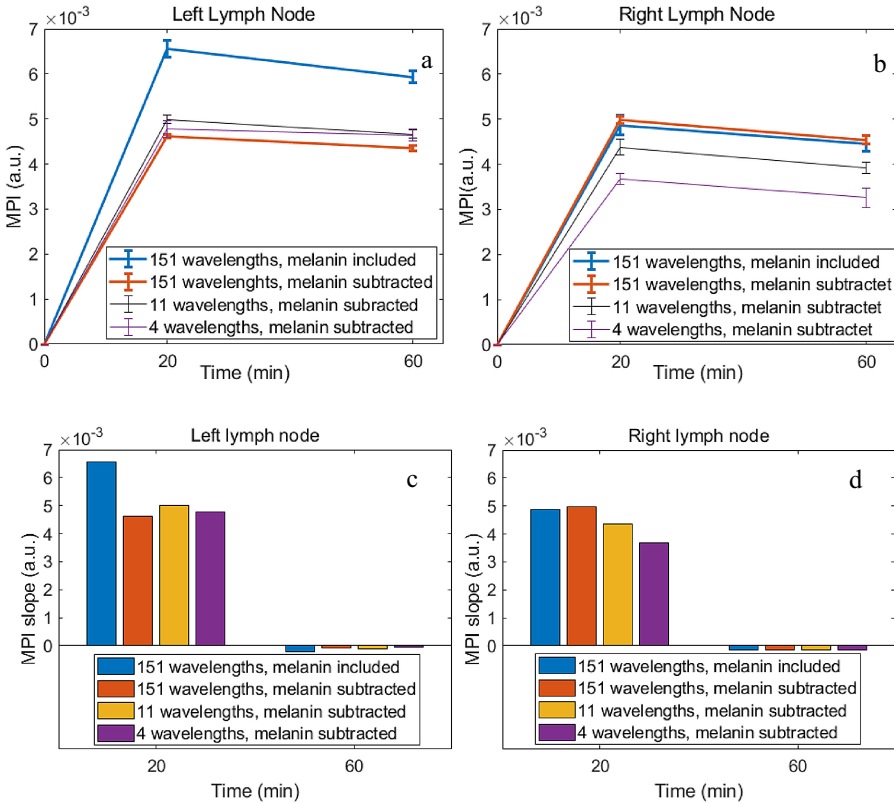 Left Lymph Node
×10⁻³
7
6
5
4
3
2
1
0
MPI (a.u.)
a
151 wavelengths, melanin included
151 wavelenghts, melanin subtracted
11 wavelengths, melanin subtracted
4 wavelengths, melanin subtracted
0 20 60
Time (min)
Right Lymph Node
×10⁻³
7
6
5
4
3
2
1
0
MPI(a.u.)
b
151 wavelengths, melanin included
151 wavelengths, melanin subtractet
11 wavelengths, melanin subtractet
4 wavelengths, melanin subtractet
0 20 60
Time (min)
Left lymph node
×10⁻³
7
6
5
4
3
2
1
0
MPI slope (a.u.)
c
151 wavelengths, melanin included
151 wavelengths, melanin subtracted
11 wavelengths, melanin subtracted
4 wavelengths, melanin subtracted
20 60
Time (min)
Right lymph node
×10⁻³
7
6
5
4
3
2
1
0
MPI slope (a.u.)
d
151 wavelengths, melanin included
151 wavelengths, melanin subtracted
11 wavelengths, melanin subtracted
4 wavelengths, melanin subtracted
20 60
Time (min)